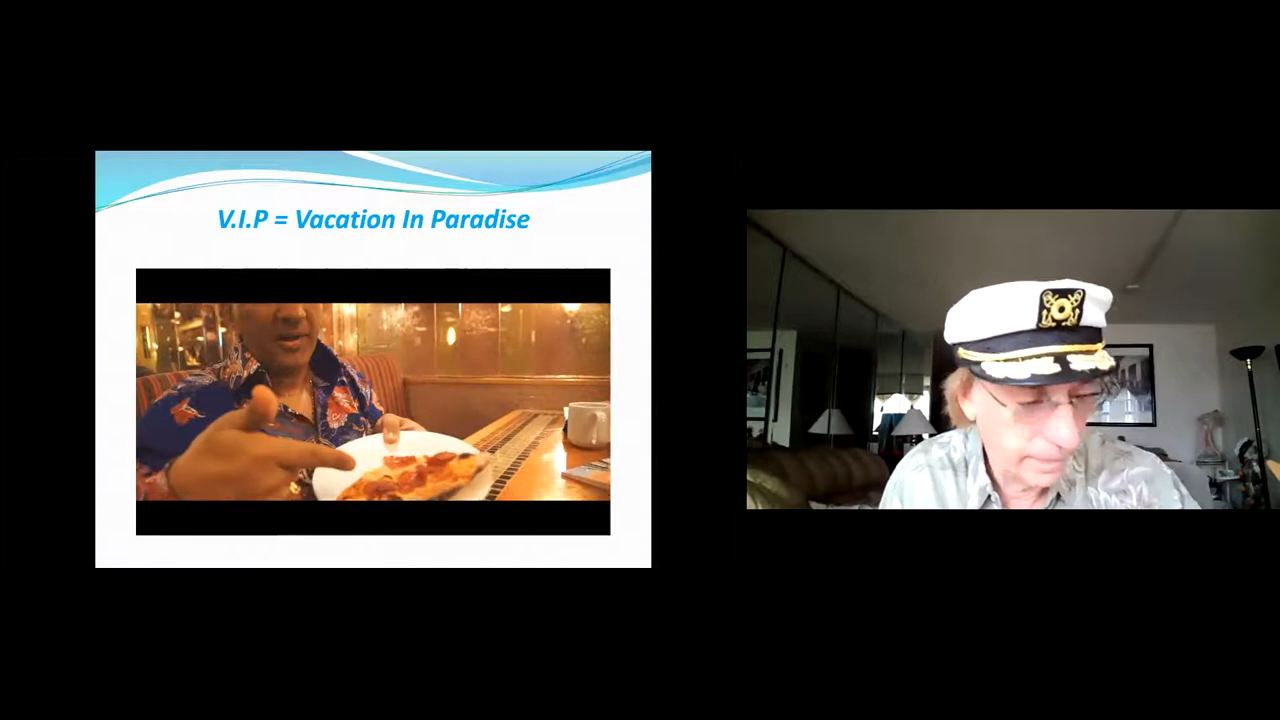 V.I.P = Vacation In Paradise